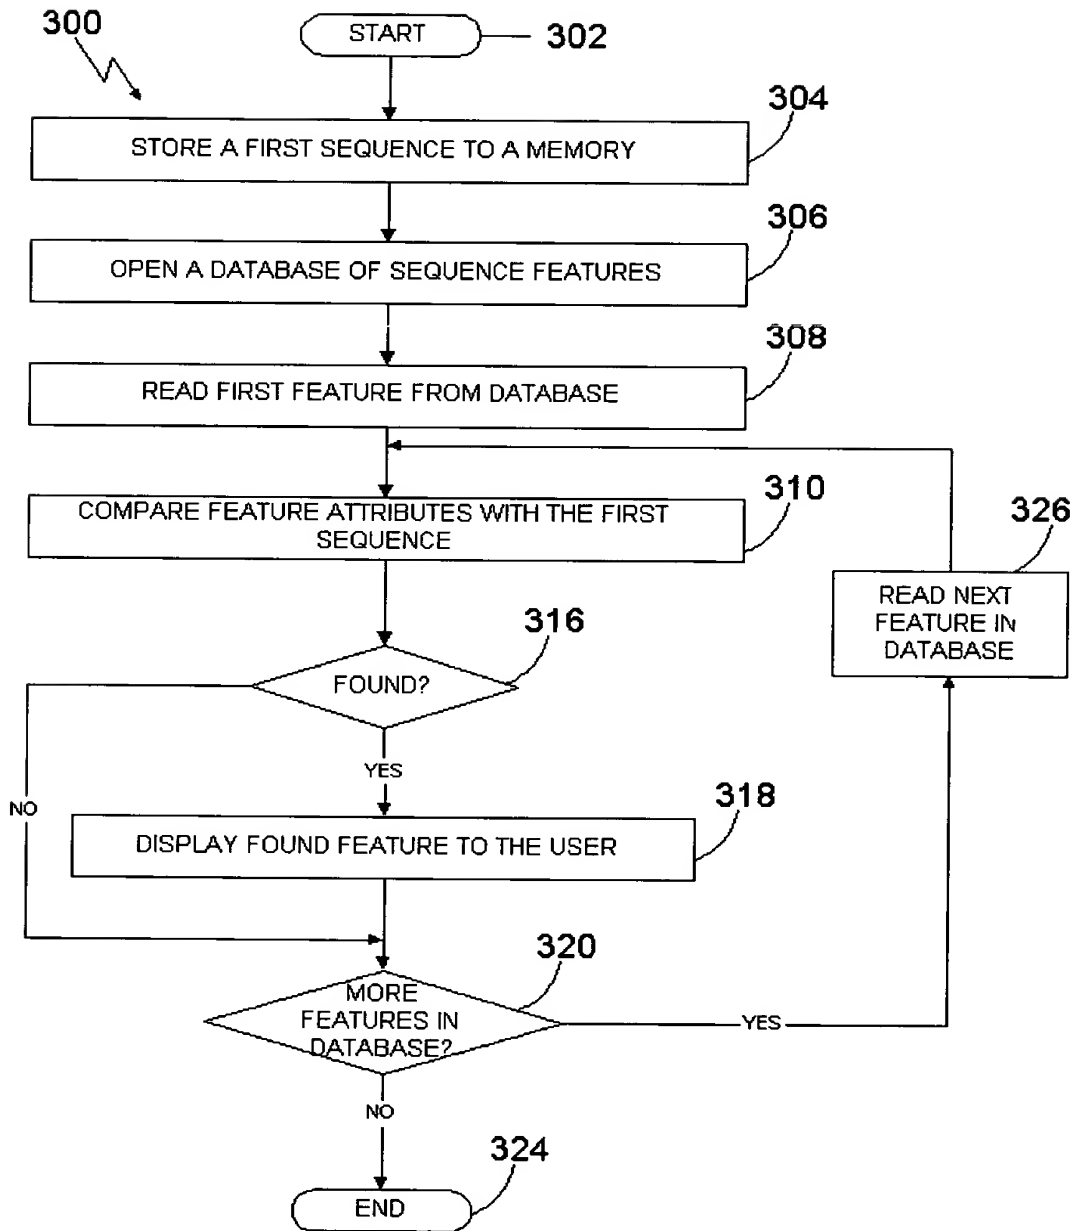 300
START
302
304
STORE A FIRST SEQUENCE TO A MEMORY
306
OPEN A DATABASE OF SEQUENCE FEATURES
308
READ FIRST FEATURE FROM DATABASE
310
COMPARE FEATURE ATTRIBUTES WITH THE FIRST
SEQUENCE
326
READ NEXT
FEATURE IN
DATABASE
316
FOUND?
YES
NO
318
DISPLAY FOUND FEATURE TO THE USER
320
MORE
FEATURES IN
DATABASE?
YES
NO
324
END